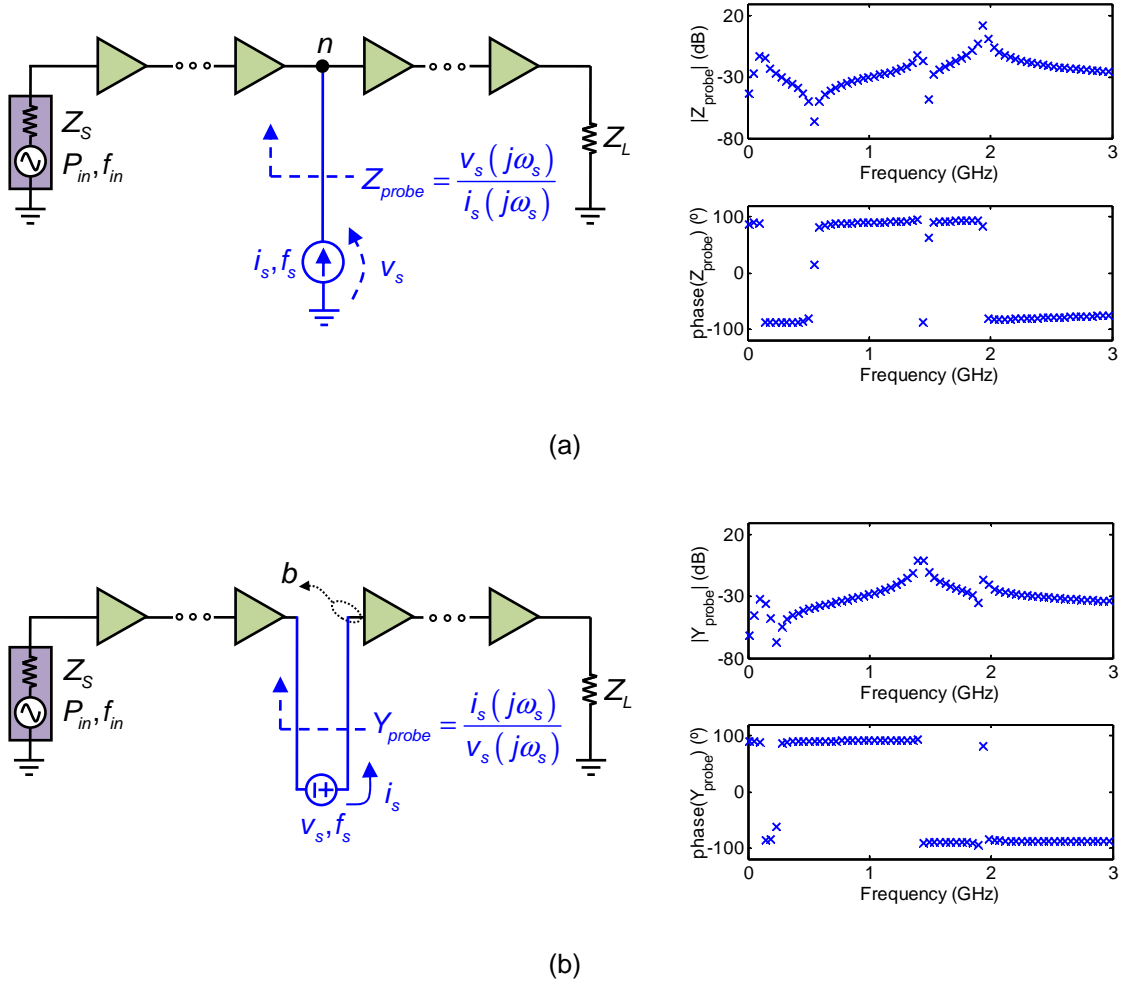 n
Z_S
P_in, f_in
Z_L
Z_probe = v_s(jω_s) / i_s(jω_s)
i_s, f_s
v_s
|Z_probe| (dB)
20
-30
-80
0 1 2 3
Frequency (GHz)
phase(Z_probe) (º)
100
0
-100
0 1 2 3
Frequency (GHz)
(a)
b
Z_S
P_in, f_in
Z_L
Y_probe = i_s(jω_s) / v_s(jω_s)
i_s
v_s, f_s
|Y_probe| (dB)
20
-30
-80
0 1 2 3
Frequency (GHz)
phase(Y_probe) (º)
100
0
-100
0 1 2 3
Frequency (GHz)
(b)